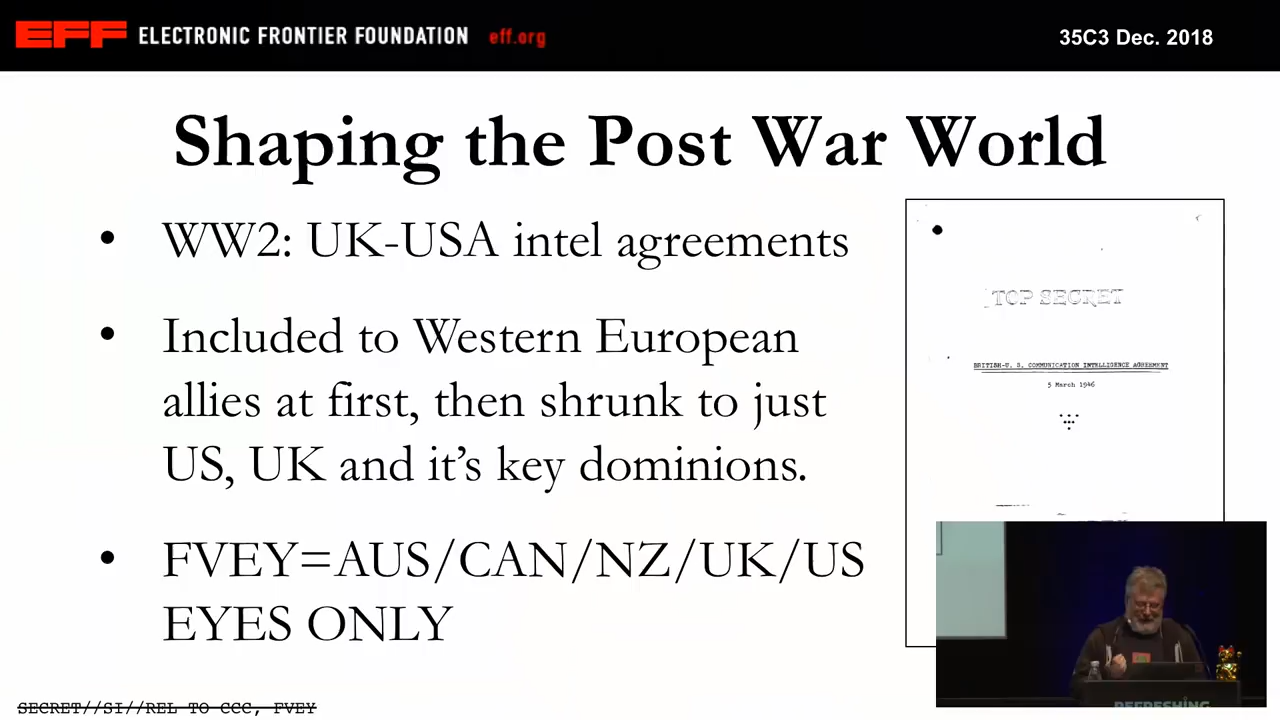 EFF ELECTRONIC FRONTIER FOUNDATION eff.org
35C3 Dec. 2018
Shaping the Post War World
• WW2: UK-USA intel agreements
• Included to Western European
allies at first, then shrunk to just
US, UK and it's key dominions.
• FVEY=AUS/CAN/NZ/UK/US
EYES ONLY
TOP SECRET
BRITISH-U. S. COMMUNICATION INTELLIGENCE AGREEMENT
5 March 1946
SECRET//SI//REL TO CCC, FVEY
REFRESHING